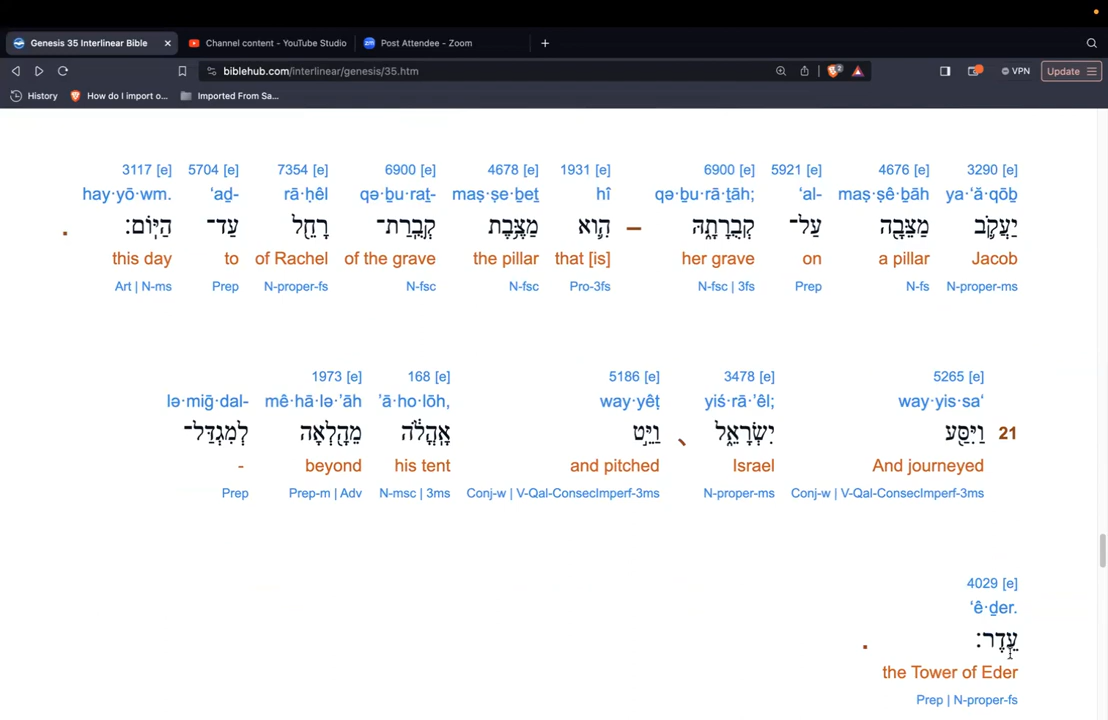 Genesis 35 Interlinear Bible × Channel content - YouTube Studio Post Attendee - Zoom +
biblehub.com/interlinear/genesis/35.htm 2 VPN Update
History How do I import o... Imported From Sa...
3117 [e] 5704 [e] 7354 [e] 6900 [e] 4678 [e] 1931 [e] 6900 [e] 5921 [e] 4676 [e] 3290 [e]
hay·yō·wm. ‘aḏ- rā·ḥêl qə·ḇu·raṯ- maṣ·ṣe·ḇeṯ hî qə·ḇu·rā·ṯāh; ‘al- maṣ·ṣê·ḇāh ya·‘ă·qōḇ
יַעֲקֹ֛ב מַצֵּבָ֖ה עַל־ קְבֻרָתָ֑הּ – הִ֛וא מַצֶּ֥בֶת קְבֻֽרַת־ רָחֵ֖ל עַד־ הַיּֽוֹם׃ .
this day to of Rachel of the grave the pillar that [is] her grave on a pillar Jacob
Art | N-ms Prep N-proper-fs N-fsc N-fsc Pro-3fs N-fsc | 3fs Prep N-fs N-proper-ms
1973 [e] 168 [e] 5186 [e] 3478 [e] 5265 [e]
lə·miḡ·dal- mê·hā·lə·’āh ’ā·ho·lōh, way·yêṭ yiś·rā·’êl; way·yis·sa‘
21 וַיִּסַּ֖ע יִשְׂרָאֵ֑ל 、 וַיֵּ֣ט אָֽהֳלֹ֔ה מֵהָ֖לְאָה לְמִגְדַּל־
- beyond his tent and pitched Israel And journeyed
Prep Prep-m | Adv N-msc | 3ms Conj-w | V-Qal-ConsecImperf-3ms N-proper-ms Conj-w | V-Qal-ConsecImperf-3ms
4029 [e]
‘ê·ḏer.
עֵֽדֶר׃ .
the Tower of Eder
Prep | N-proper-fs